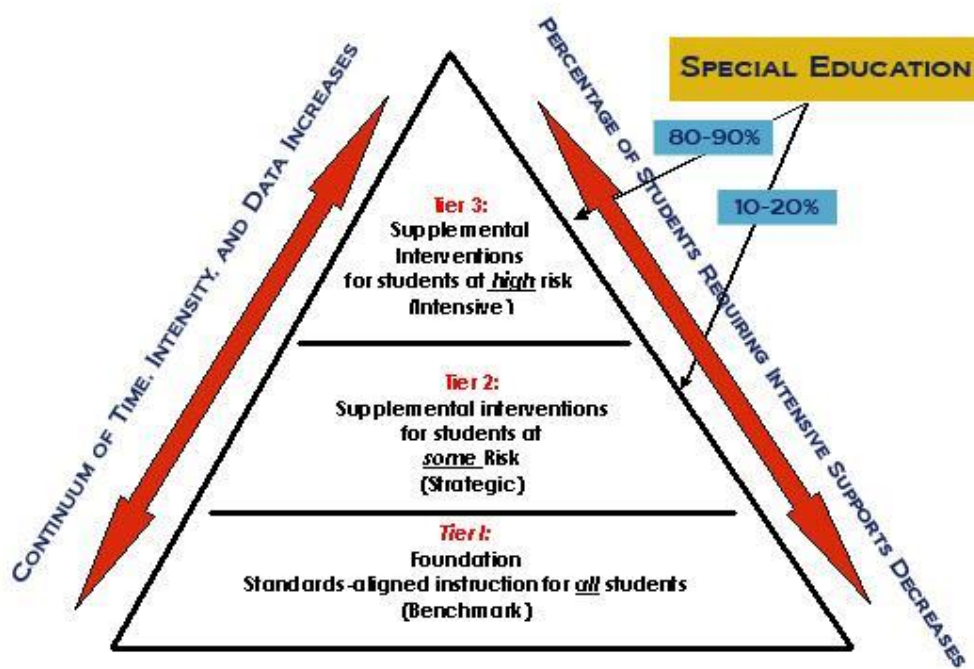 CONTINUUM OF TIME, INTENSITY, AND DATA INCREASES
PERCENTAGE OF STUDENTS REQUIRING INTENSIVE SUPPORTS DECREASES
SPECIAL EDUCATION
80-90%
10-20%
Tier 3:
Supplemental
Interventions
for students at high risk
(Intensive)
Tier 2:
Supplemental interventions
for students at
some Risk
(Strategic)
Tier I:
Foundation
Standards-aligned instruction for all students
(Benchmark)